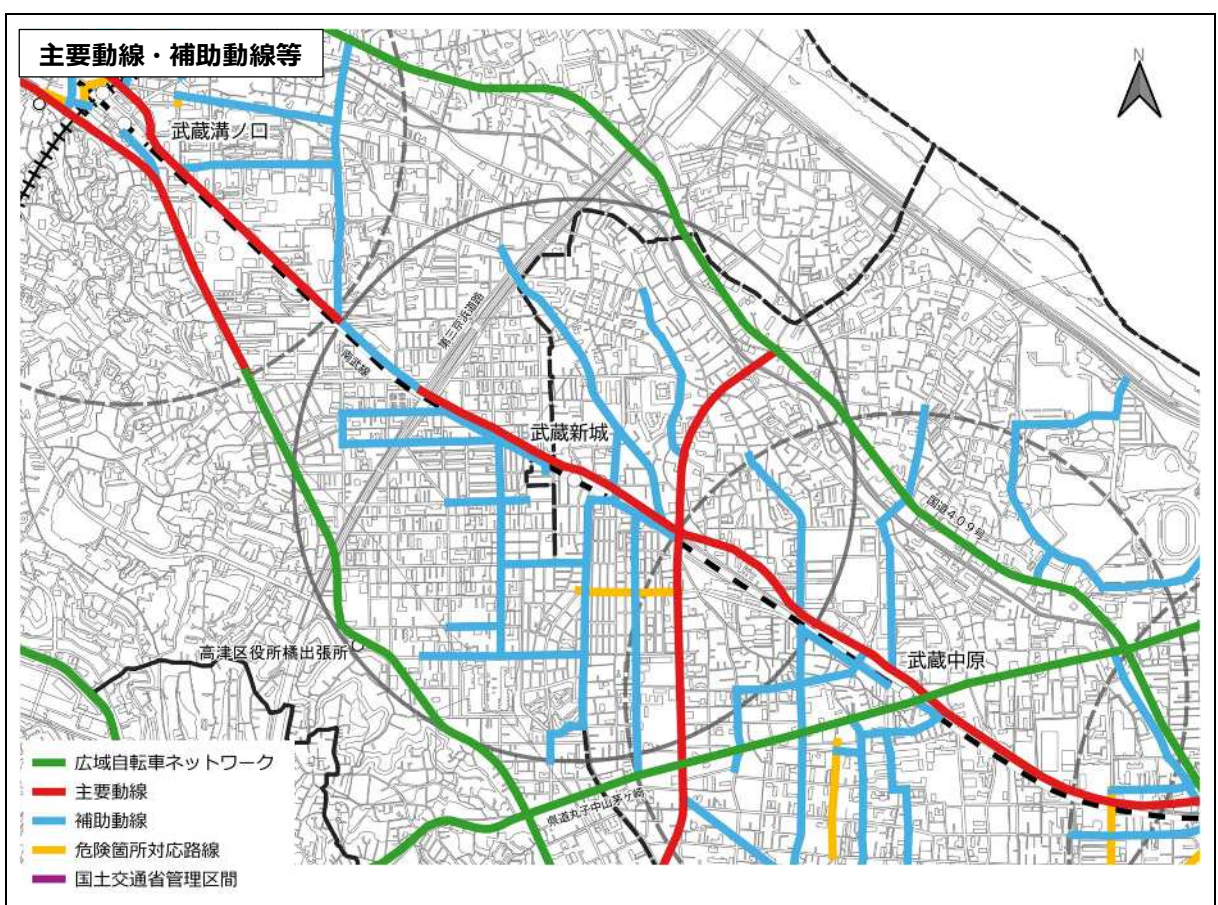 主要動線・補助動線等
N
武蔵溝ノ口
第三京浜道路
南武線
武蔵新城
国道409号
高津区役所橘出張所
武蔵中原
県道丸子中山茅ケ崎
広域自転車ネットワーク
主要動線
補助動線
危険箇所対応路線
国土交通省管理区間